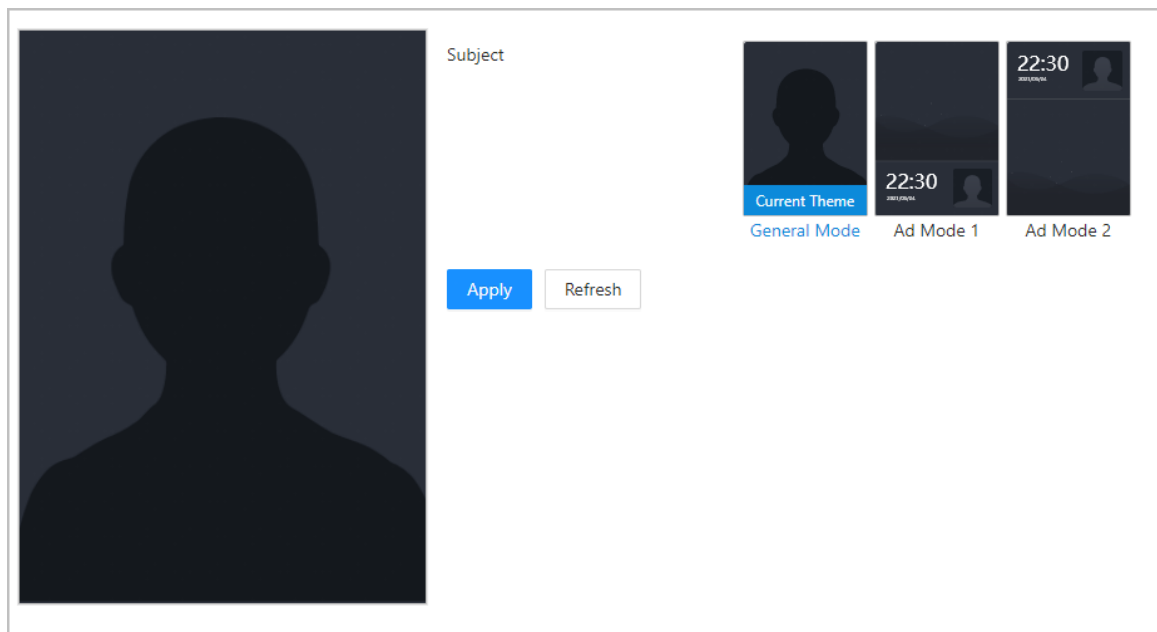 Subject
22:30
22:30
Current Theme
General Mode
Ad Mode 1
Ad Mode 2
Apply
Refresh